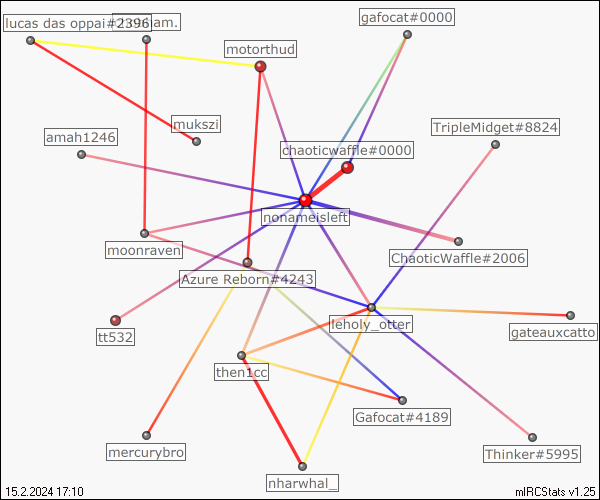 lucas das oppai#2396
jam.
gafocat#0000
motorthud
mukszi
amah1246
TripleMidget#8824
chaoticwaffle#0000
nonameisleft
moonraven
ChaoticWaffle#2006
Azure Reborn#4243
tt532
leholy_otter
gateauxcatto
then1cc
Gafocat#4189
mercurybro
Thinker#5995
nharwhal_
15.2.2024 17:10
mIRCStats v1.25